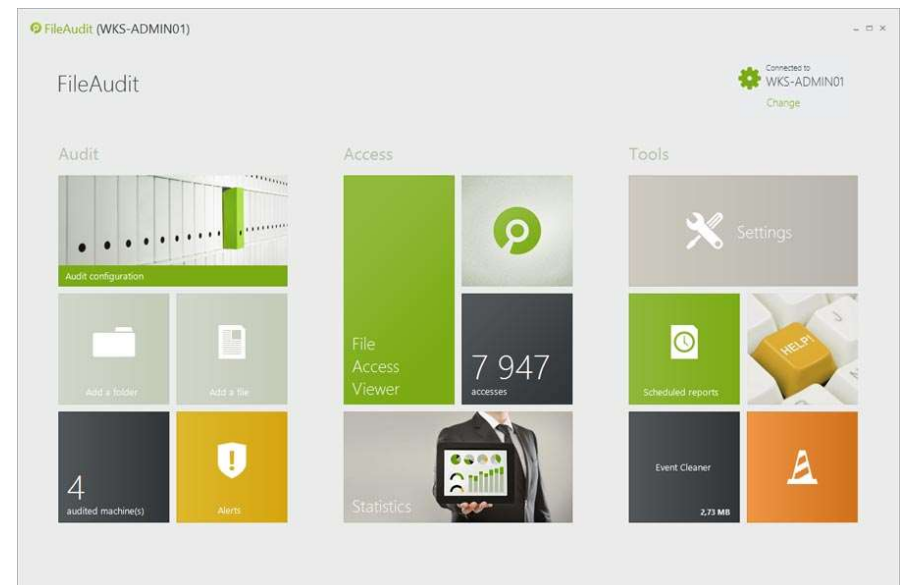 FileAudit (WKS-ADMIN01)
FileAudit
Connected to
WKS-ADMIN01
Change
Audit
Access
Tools
Audit configuration
Add a folder
Add a file
4
audited machine(s)
Alerts
File
Access
Viewer
7 947
accesses
Statistics
Settings
Scheduled reports
HELP!
J
Event Cleaner
2,73 MB